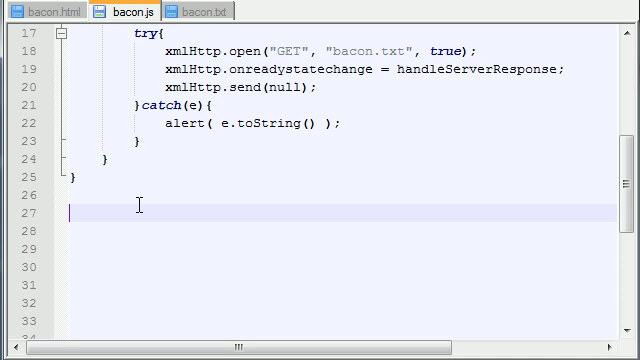 bacon.html bacon.js bacon.txt
17 try{
18 xmlHttp.open("GET", "bacon.txt", true);
19 xmlHttp.onreadystatechange = handleServerResponse;
20 xmlHttp.send(null);
21 }catch(e){
22 alert( e.toString() );
23 }
24 }
25 }
26
27
28
29
30
31
32
33